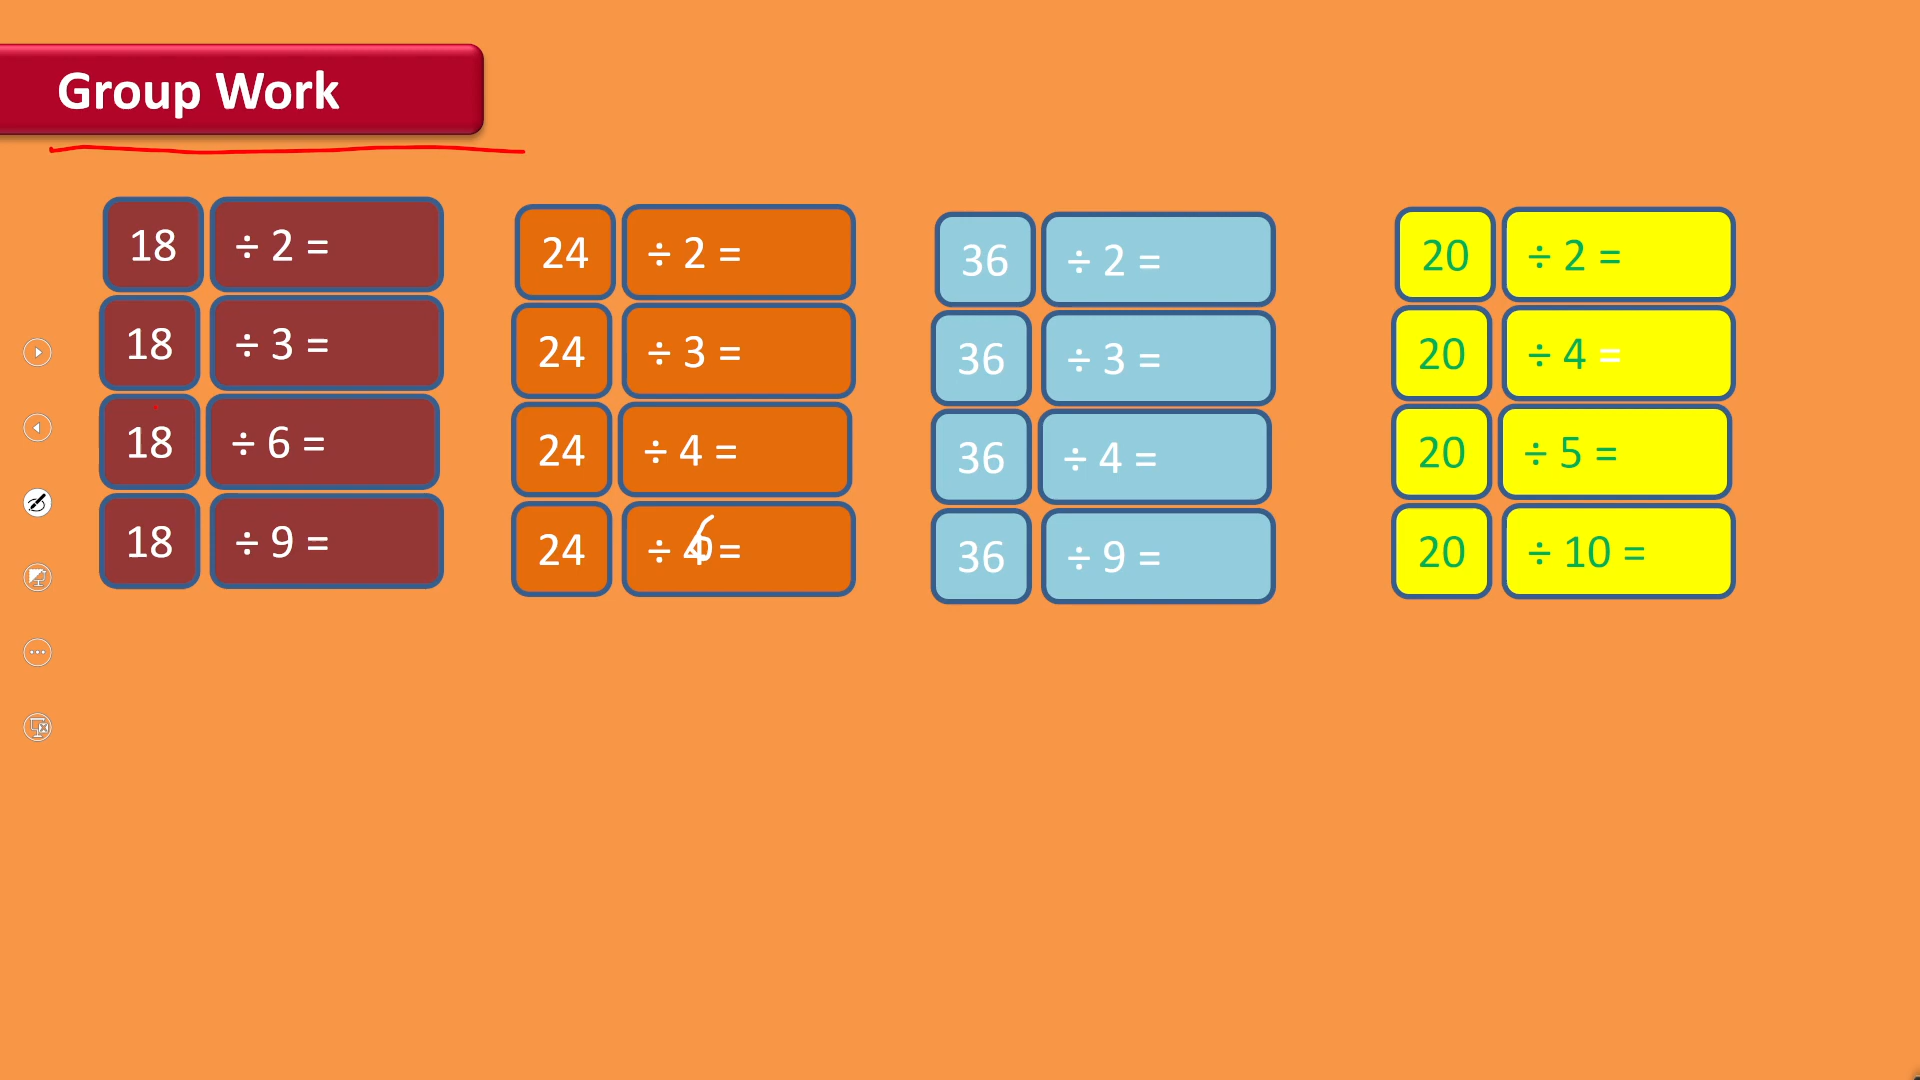 Group Work
18 ÷ 2 =
18 ÷ 3 =
18 ÷ 6 =
18 ÷ 9 =
24 ÷ 2 =
24 ÷ 3 =
24 ÷ 4 =
24 ÷ 6 =
36 ÷ 2 =
36 ÷ 3 =
36 ÷ 4 =
36 ÷ 9 =
20 ÷ 2 =
20 ÷ 4 =
20 ÷ 5 =
20 ÷ 10 =